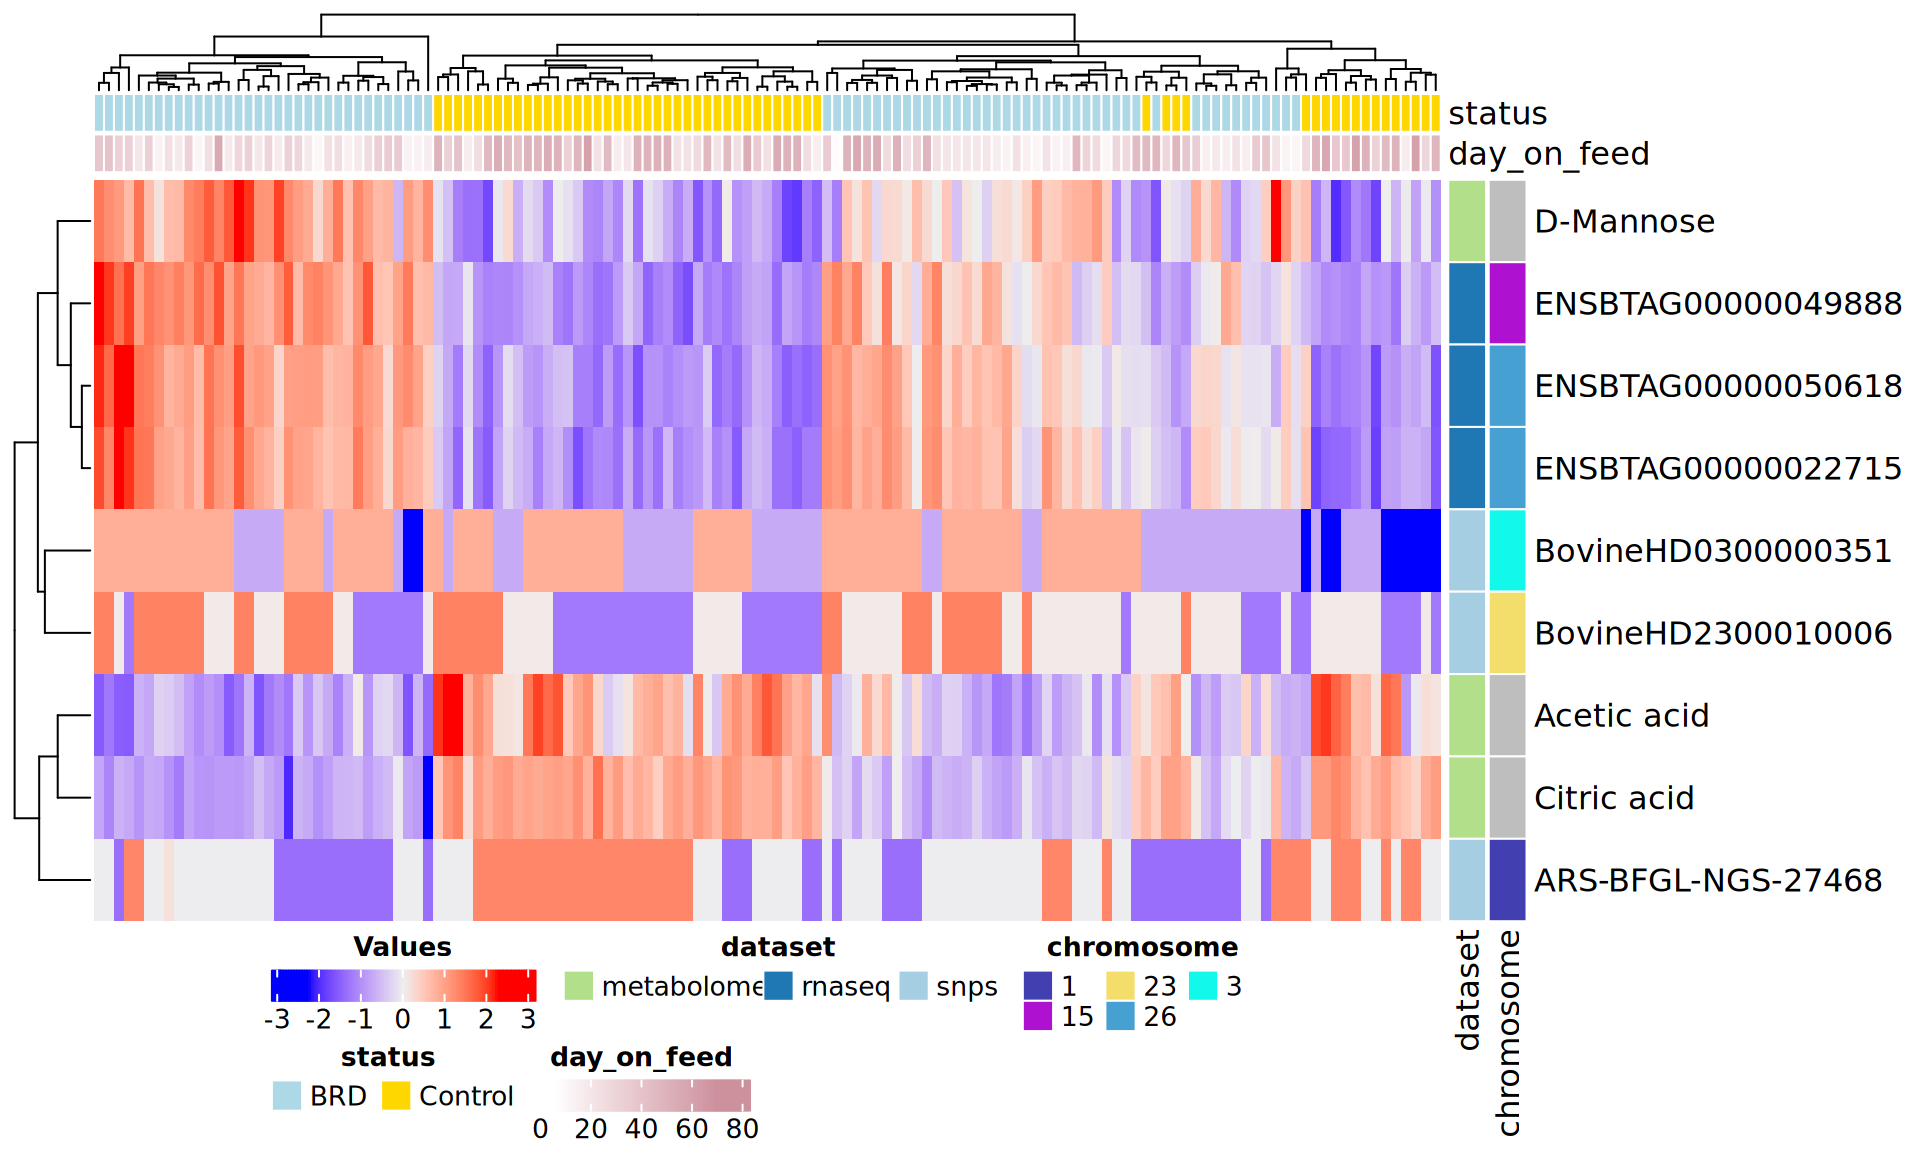 status
day_on_feed
D-Mannose
ENSBTAG00000049888
ENSBTAG00000050618
ENSBTAG00000022715
BovineHD0300000351
BovineHD2300010006
Acetic acid
Citric acid
ARS-BFGL-NGS-27468
dataset
chromosome
Values
-3 -2 -1 0 1 2 3
dataset
metabolome rnaseq snps
chromosome
1 23 3
15 26
status
BRD Control
day_on_feed
0 20 40 60 80